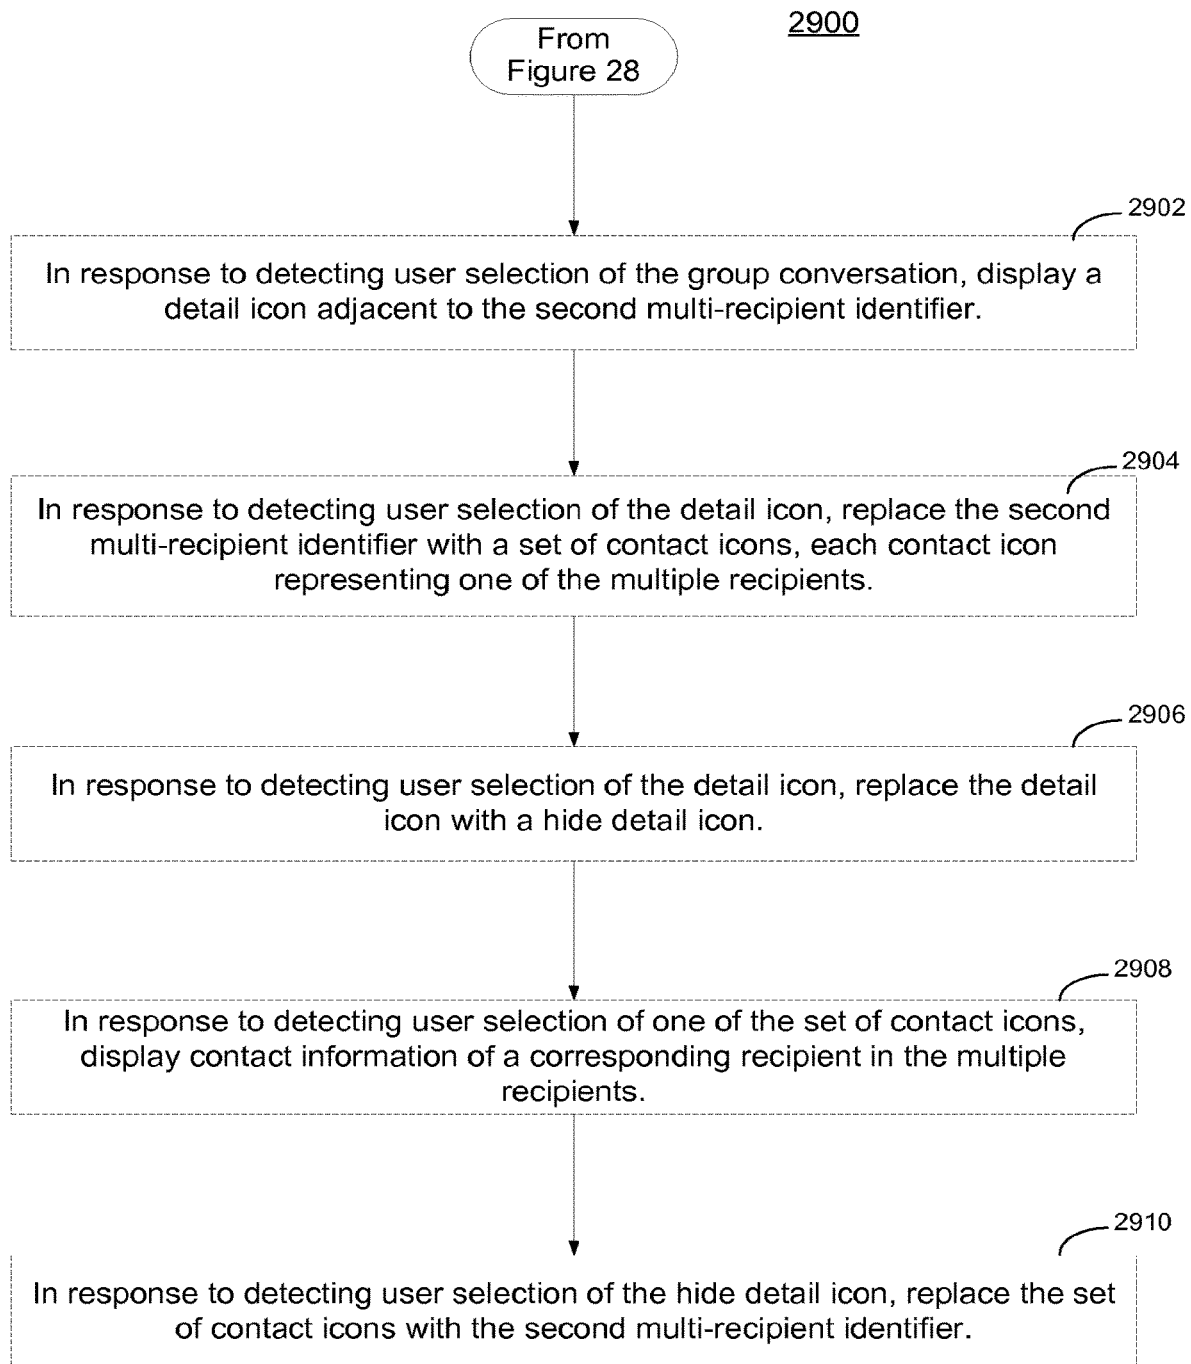 2900
From
Figure 28
2902
In response to detecting user selection of the group conversation, display a
detail icon adjacent to the second multi-recipient identifier.
2904
In response to detecting user selection of the detail icon, replace the second
multi-recipient identifier with a set of contact icons, each contact icon
representing one of the multiple recipients.
2906
In response to detecting user selection of the detail icon, replace the detail
icon with a hide detail icon.
2908
In response to detecting user selection of one of the set of contact icons,
display contact information of a corresponding recipient in the multiple
recipients.
2910
In response to detecting user selection of the hide detail icon, replace the set
of contact icons with the second multi-recipient identifier.